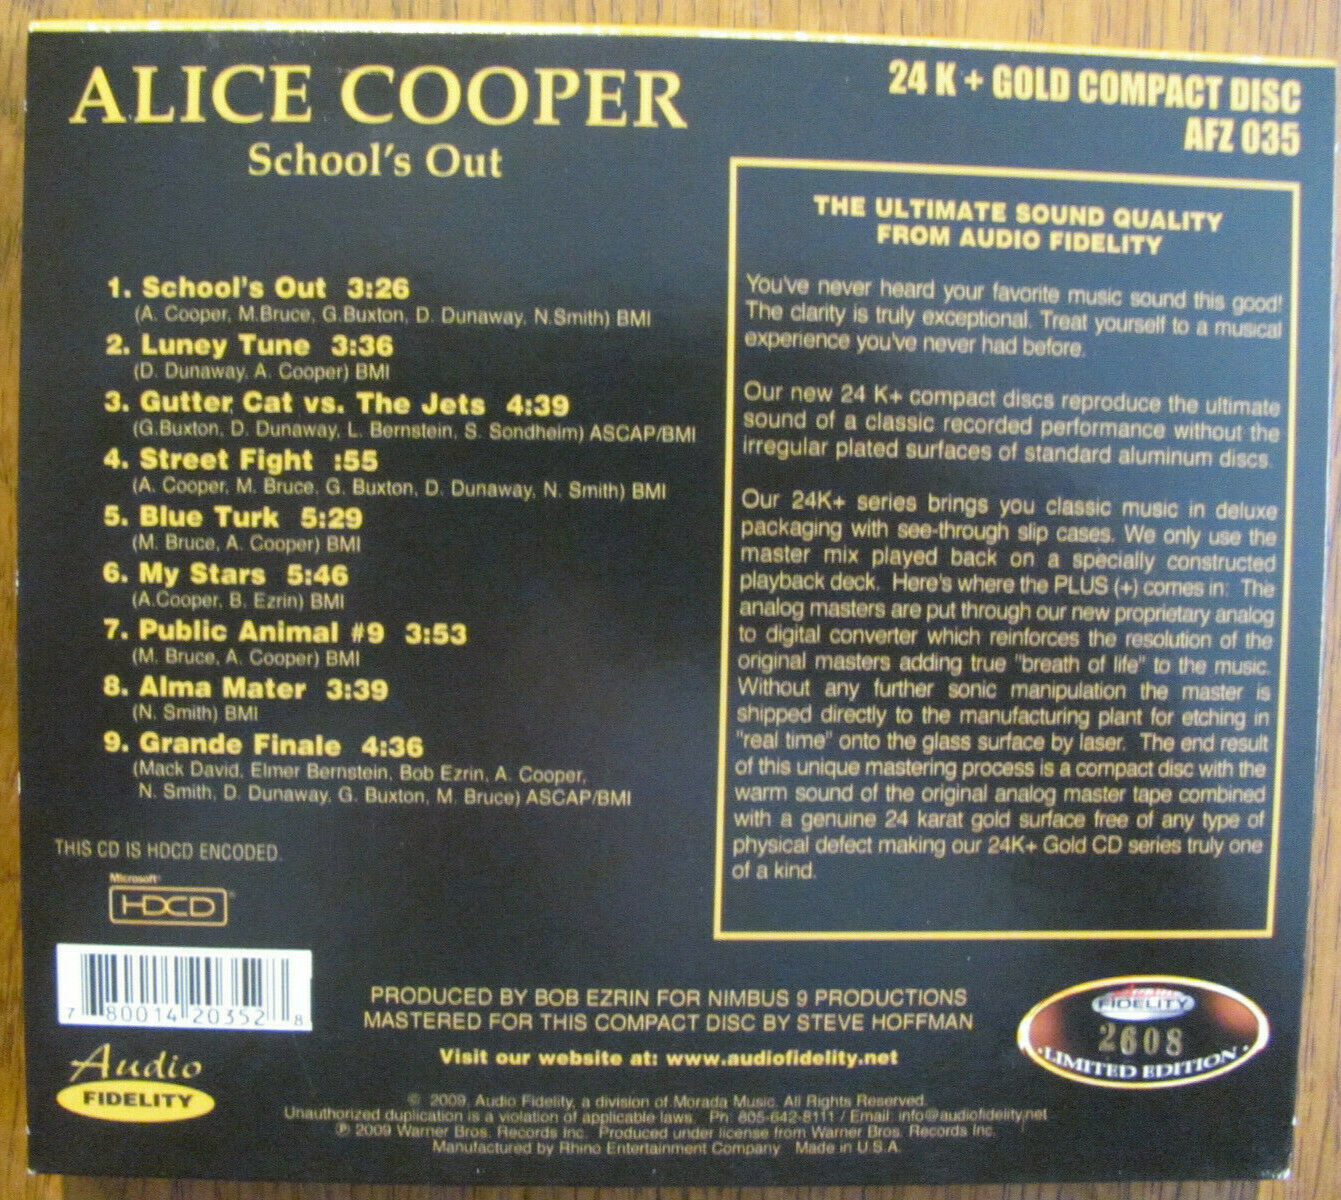 ALICE COOPER
School's Out
24 K + GOLD COMPACT DISC
AFZ 035
1. School's Out 3:26
(A. Cooper, M.Bruce, G.Buxton, D. Dunaway, N.Smith) BMI
2. Luney Tune 3:36
(D. Dunaway, A. Cooper) BMI
3. Gutter Cat vs. The Jets 4:39
(G.Buxton, D. Dunaway, L. Bernstein, S. Sondheim) ASCAP/BMI
4. Street Fight :55
(A. Cooper, M. Bruce, G. Buxton, D. Dunaway, N. Smith) BMI
5. Blue Turk 5:29
(M. Bruce, A. Cooper) BMI
6. My Stars 5:46
(A.Cooper, B. Ezrin) BMI
7. Public Animal #9 3:53
(M. Bruce, A. Cooper) BMI
8. Alma Mater 3:39
(N. Smith) BMI
9. Grande Finale 4:36
(Mack David, Elmer Bernstein, Bob Ezrin, A. Cooper,
N. Smith, D. Dunaway, G. Buxton, M. Bruce) ASCAP/BMI
THE ULTIMATE SOUND QUALITY
FROM AUDIO FIDELITY
You've never heard your favorite music sound this good!
The clarity is truly exceptional. Treat yourself to a musical
experience you've never had before.
Our new 24 K+ compact discs reproduce the ultimate
sound of a classic recorded performance without the
irregular plated surfaces of standard aluminum discs.
Our 24K+ series brings you classic music in deluxe
packaging with see-through slip cases. We only use the
master mix played back on a specially constructed
playback deck. Here's where the PLUS (+) comes in: The
analog masters are put through our new proprietary analog
to digital converter which reinforces the resolution of the
original masters adding true "breath of life" to the music.
Without any further sonic manipulation the master is
shipped directly to the manufacturing plant for etching in
"real time" onto the glass surface by laser. The end result
of this unique mastering process is a compact disc with the
warm sound of the original analog master tape combined
with a genuine 24 karat gold surface free of any type of
physical defect making our 24K+ Gold CD series truly one
of a kind.
THIS CD IS HDCD ENCODED.
Microsoft®
HDCD®
7 80014 20352 8
PRODUCED BY BOB EZRIN FOR NIMBUS 9 PRODUCTIONS
MASTERED FOR THIS COMPACT DISC BY STEVE HOFFMAN
Visit our website at: www.audiofidelity.net
Audio
FIDELITY
Audio
FIDELITY
2608
·LIMITED EDITION·
© 2009, Audio Fidelity, a division of Morada Music. All Rights Reserved.
Unauthorized duplication is a violation of applicable laws. Ph: 805-642-8111 / Email: info@audiofidelity.net
℗ 2009 Warner Bros. Records Inc. Produced under license from Warner Bros. Records Inc.
Manufactured by Rhino Entertainment Company Made in U.S.A.